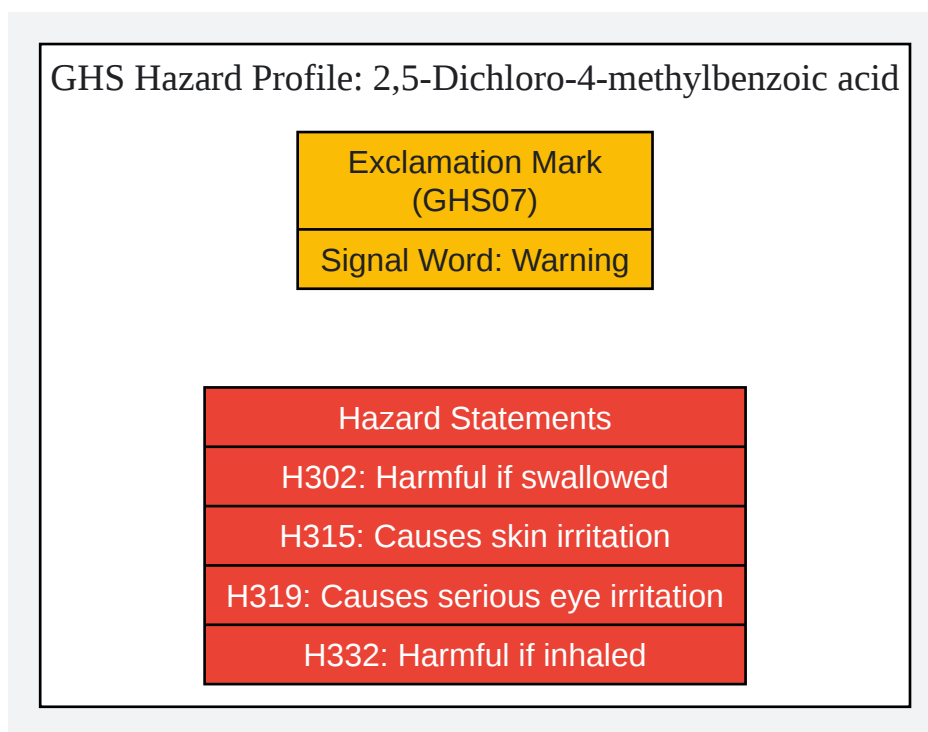 GHS Hazard Profile: 2,5-Dichloro-4-methylbenzoic acid
Exclamation Mark
(GHS07)
Signal Word: Warning
Hazard Statements
H302: Harmful if swallowed
H315: Causes skin irritation
H319: Causes serious eye irritation
H332: Harmful if inhaled